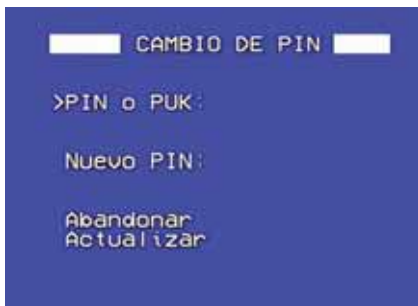 CAMBIO DE PIN
>PIN o PUK:
Nuevo PIN:
Abandonar
Actualizar